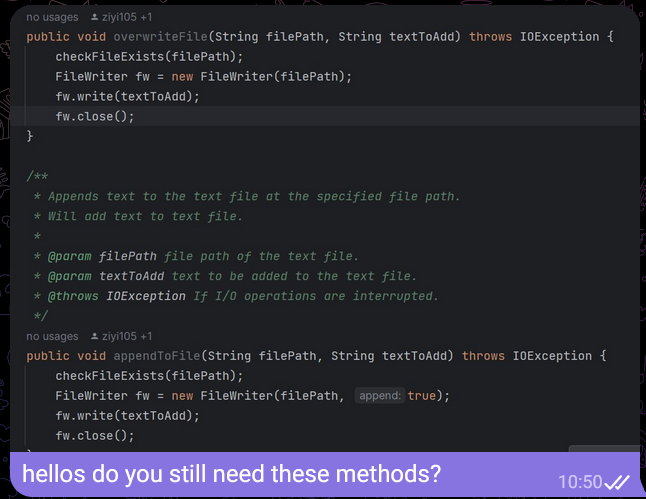 no usages ziyi105 +1
public void overwriteFile(String filePath, String textToAdd) throws IOException {
checkFileExists(filePath);
FileWriter fw = new FileWriter(filePath);
fw.write(textToAdd);
fw.close();
}
/**
* Appends text to the text file at the specified file path.
* Will add text to text file.
*
* @param filePath file path of the text file.
* @param textToAdd text to be added to the text file.
* @throws IOException If I/O operations are interrupted.
*/
no usages ziyi105 +1
public void appendToFile(String filePath, String textToAdd) throws IOException {
checkFileExists(filePath);
FileWriter fw = new FileWriter(filePath, append: true);
fw.write(textToAdd);
fw.close();
hellos do you still need these methods?
10:50